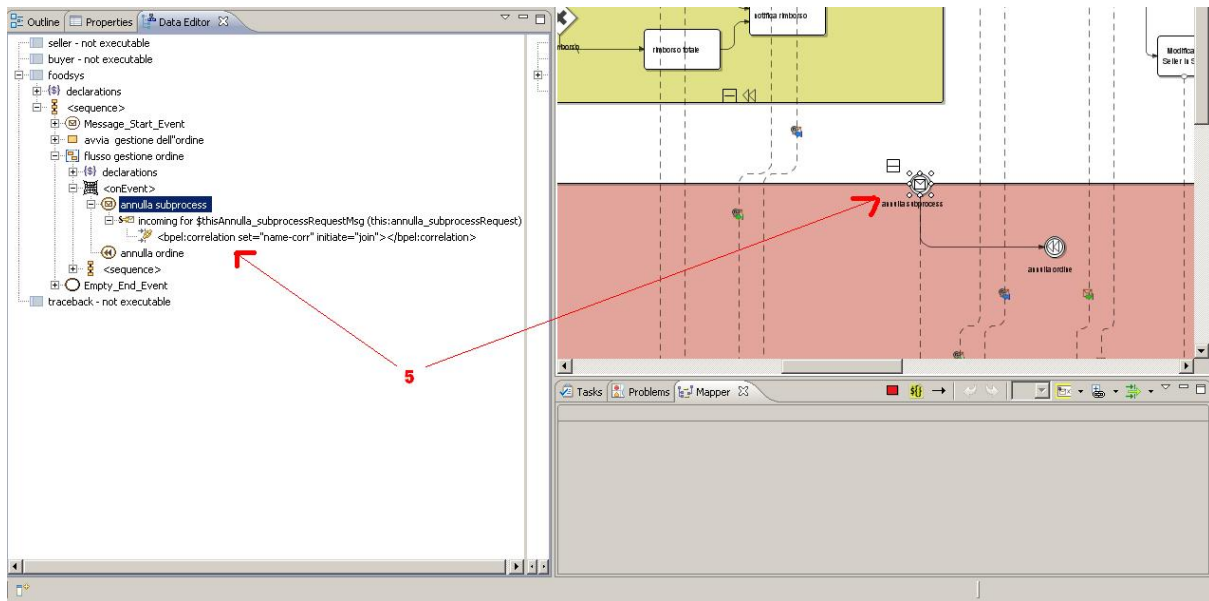 Outline Properties Data Editor
seller - not executable
buyer - not executable
foodsys
{$} declarations
<sequence>
Message_Start_Event
avvia gestione dell"ordine
flusso gestione ordine
{$} declarations
<onEvent>
annulla subprocess
incoming for $thisAnnulla_subprocessRequestMsg (this:annulla_subprocessRequest)
<bpel:correlation set="name-corr" initiate="join"></bpel:correlation>
annulla ordine
<sequence>
Empty_End_Event
traceback - not executable
5
notifica rimborso
rimborso totale
Modifica
Seller la S
annulla subprocess
annulla ordine
Tasks Problems Mapper
${}